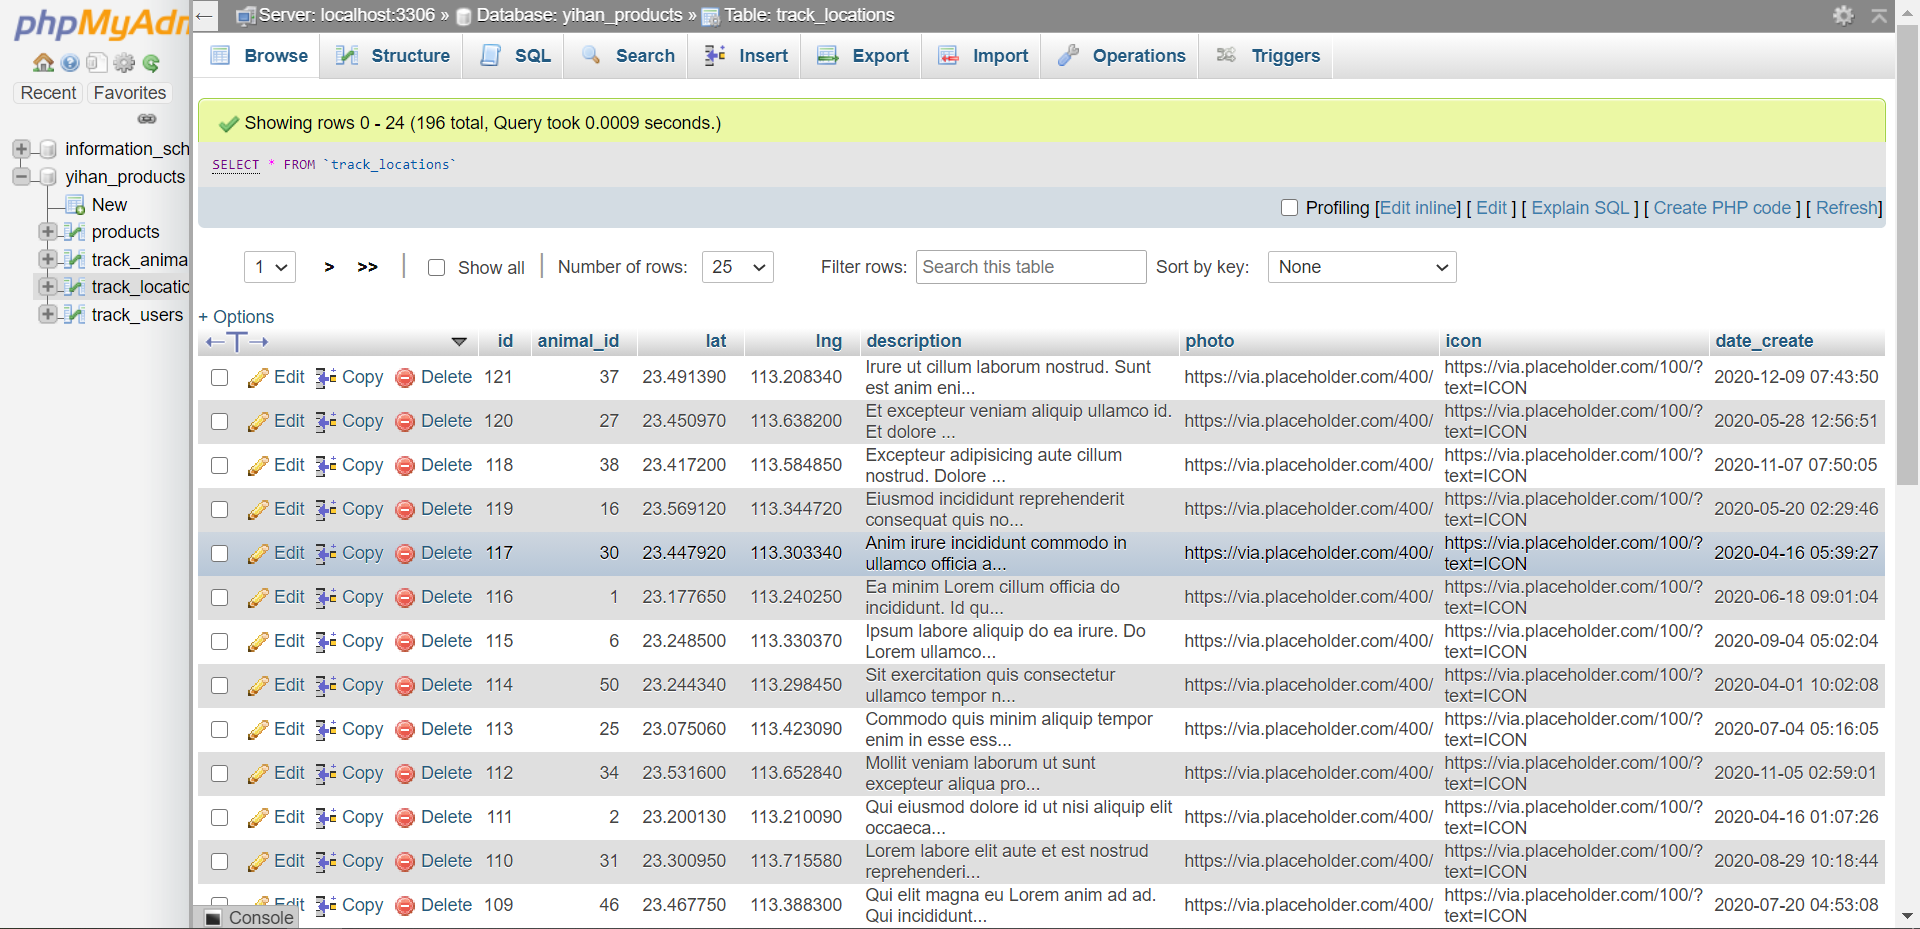 phpMyAdm
Recent Favorites
information_sch
yihan_products
New
products
track_anima
track_locatio
track_users
Server: localhost:3306 » Database: yihan_products » Table: track_locations
Browse Structure SQL Search Insert Export Import Operations Triggers
Showing rows 0 - 24 (196 total, Query took 0.0009 seconds.)
SELECT * FROM `track_locations`
Profiling [Edit inline] [ Edit ] [ Explain SQL ] [ Create PHP code ] [ Refresh]
1 > >> Show all Number of rows: 25 Filter rows: Search this table Sort by key: None
+ Options
←T→ id animal_id lat lng description photo icon date_create
Edit Copy Delete 121 37 23.491390 113.208340 Irure ut cillum laborum nostrud. Sunt est anim eni... https://via.placeholder.com/400/ https://via.placeholder.com/100/?text=ICON 2020-12-09 07:43:50
Edit Copy Delete 120 27 23.450970 113.638200 Et excepteur veniam aliquip ullamco id. Et dolore ... https://via.placeholder.com/400/ https://via.placeholder.com/100/?text=ICON 2020-05-28 12:56:51
Edit Copy Delete 118 38 23.417200 113.584850 Excepteur adipisicing aute cillum nostrud. Dolore ... https://via.placeholder.com/400/ https://via.placeholder.com/100/?text=ICON 2020-11-07 07:50:05
Edit Copy Delete 119 16 23.569120 113.344720 Eiusmod incididunt reprehenderit consequat quis no... https://via.placeholder.com/400/ https://via.placeholder.com/100/?text=ICON 2020-05-20 02:29:46
Edit Copy Delete 117 30 23.447920 113.303340 Anim irure incididunt commodo in ullamco officia a... https://via.placeholder.com/400/ https://via.placeholder.com/100/?text=ICON 2020-04-16 05:39:27
Edit Copy Delete 116 1 23.177650 113.240250 Ea minim Lorem cillum officia do incididunt. Id qu... https://via.placeholder.com/400/ https://via.placeholder.com/100/?text=ICON 2020-06-18 09:01:04
Edit Copy Delete 115 6 23.248500 113.330370 Ipsum labore aliquip do ea irure. Do Lorem ullamco... https://via.placeholder.com/400/ https://via.placeholder.com/100/?text=ICON 2020-09-04 05:02:04
Edit Copy Delete 114 50 23.244340 113.298450 Sit exercitation quis consectetur ullamco tempor n... https://via.placeholder.com/400/ https://via.placeholder.com/100/?text=ICON 2020-04-01 10:02:08
Edit Copy Delete 113 25 23.075060 113.423090 Commodo quis minim aliquip tempor enim in esse ess... https://via.placeholder.com/400/ https://via.placeholder.com/100/?text=ICON 2020-07-04 05:16:05
Edit Copy Delete 112 34 23.531600 113.652840 Mollit veniam laborum ut sunt excepteur aliqua pro... https://via.placeholder.com/400/ https://via.placeholder.com/100/?text=ICON 2020-11-05 02:59:01
Edit Copy Delete 111 2 23.200130 113.210090 Qui eiusmod dolore id ut nisi aliquip elit occaeca... https://via.placeholder.com/400/ https://via.placeholder.com/100/?text=ICON 2020-04-16 01:07:26
Edit Copy Delete 110 31 23.300950 113.715580 Lorem labore elit aute et est nostrud reprehenderi... https://via.placeholder.com/400/ https://via.placeholder.com/100/?text=ICON 2020-08-29 10:18:44
Edit Copy Delete 109 46 23.467750 113.388300 Qui elit magna eu Lorem anim ad ad. Qui incididunt... https://via.placeholder.com/400/ https://via.placeholder.com/100/?text=ICON 2020-07-20 04:53:08
Console